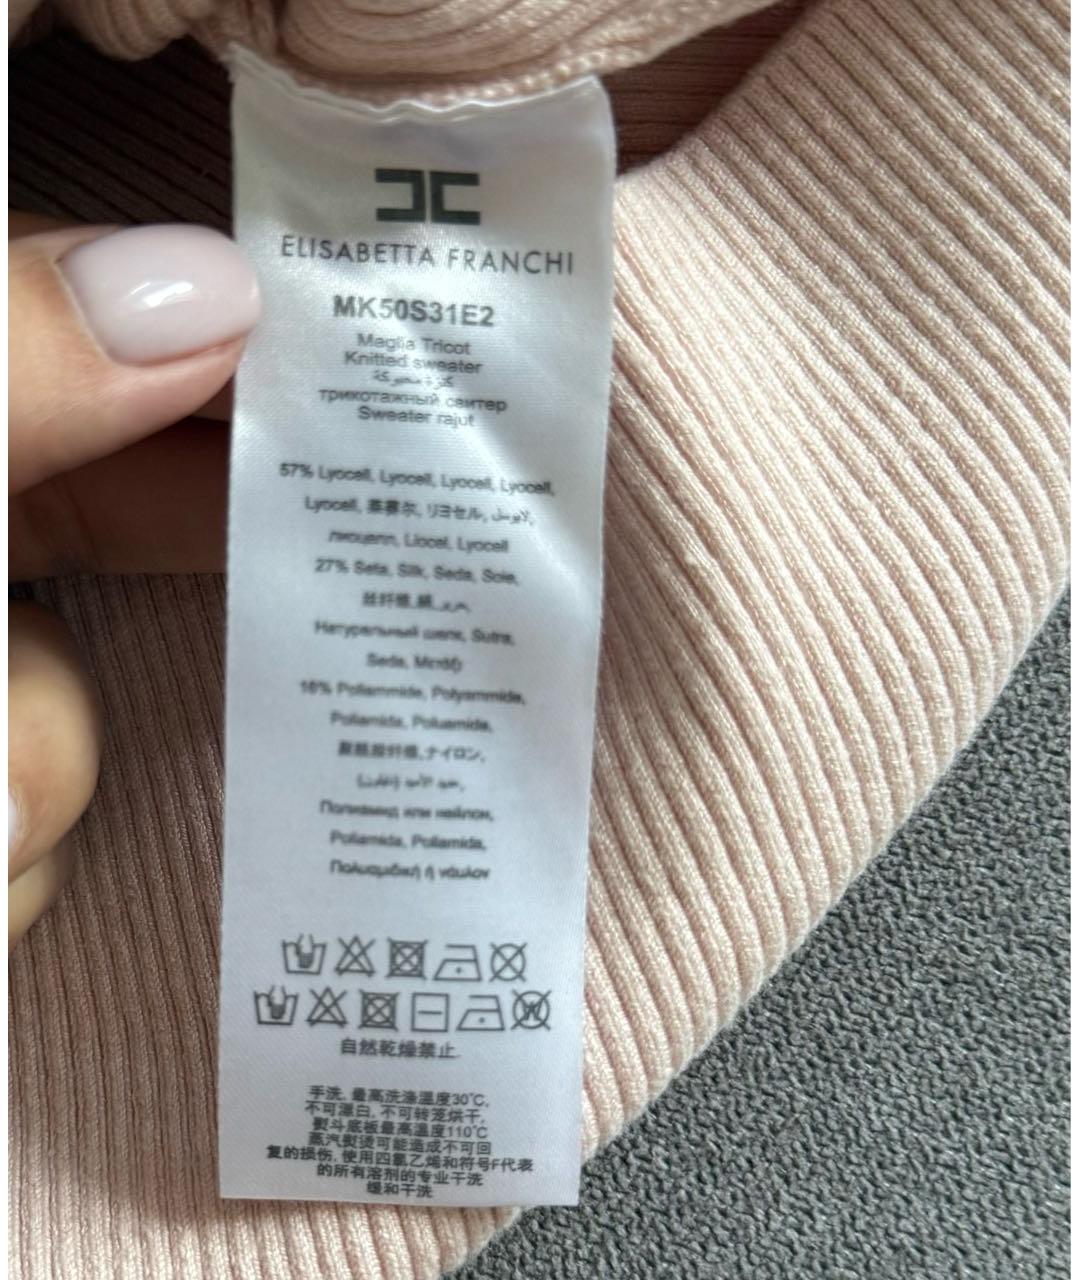 ELISABETTA FRANCHI
MK50S31E2
Maglia Tricot
Knitted sweater
трикотажный свитер
Sweater rajut
57% Lyocell, Lyocell, Lyocell, Lyocell,
Lyocell, 莱赛尔, リヨセル,
лиоцелл, Liocel, Lyocell
27% Seta, Silk, Seda, Soie,
丝纤维, 絹, حرير,
Натуральный шелк, Sutra,
Seda, Μετάξι
16% Poliammide, Polyammide,
Poliamida, Poluamida,
聚酰胺纤维, ナイロン,
Полиамид или нейлон,
Poliamida, Poliamida,
Πολυαμιδική ή νάυλον
自然乾燥禁止.
手洗, 最高洗涤温度30°C,
不可漂白, 不可转笼烘干,
熨斗底板最高温度110°C
蒸汽熨烫可能造成不可回
复的损伤, 使用四氯乙烯和符号F代表
的所有溶剂的专业干洗
缓和干洗